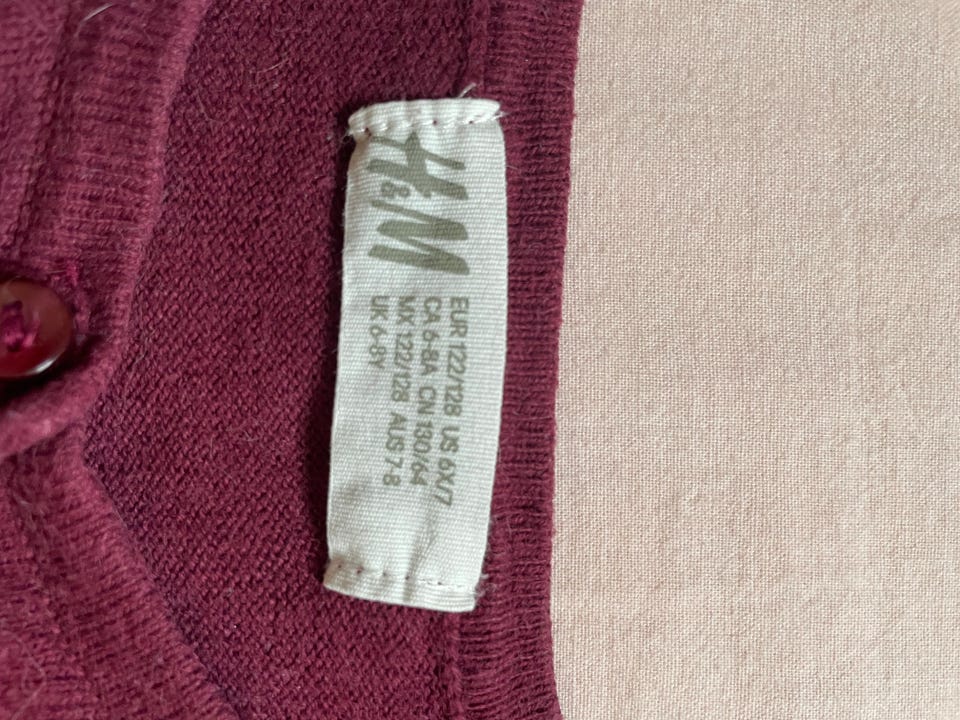 H&M
EUR 122/128 US 6X/7
CA 6-8A CN 130/64
MX 122/128 AUS 7-8
UK 6-8Y